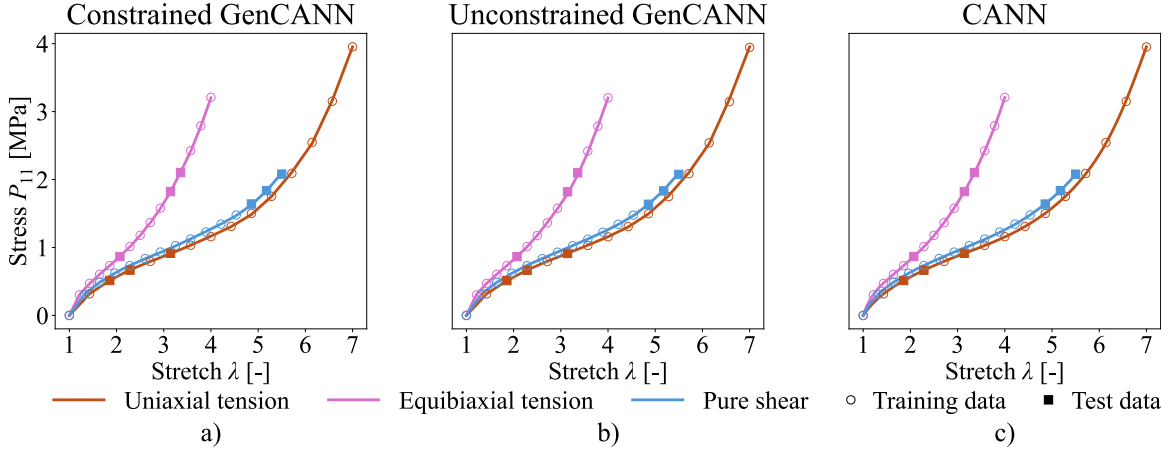 Constrained GenCANN
Unconstrained GenCANN
CANN
Stress P₁₁ [MPa]
4
3
2
1
0
1 2 3 4 5 6 7
1 2 3 4 5 6 7
1 2 3 4 5 6 7
Stretch λ [-]
Stretch λ [-]
Stretch λ [-]
Uniaxial tension
Equibiaxial tension
Pure shear
Training data
Test data
a)
b)
c)